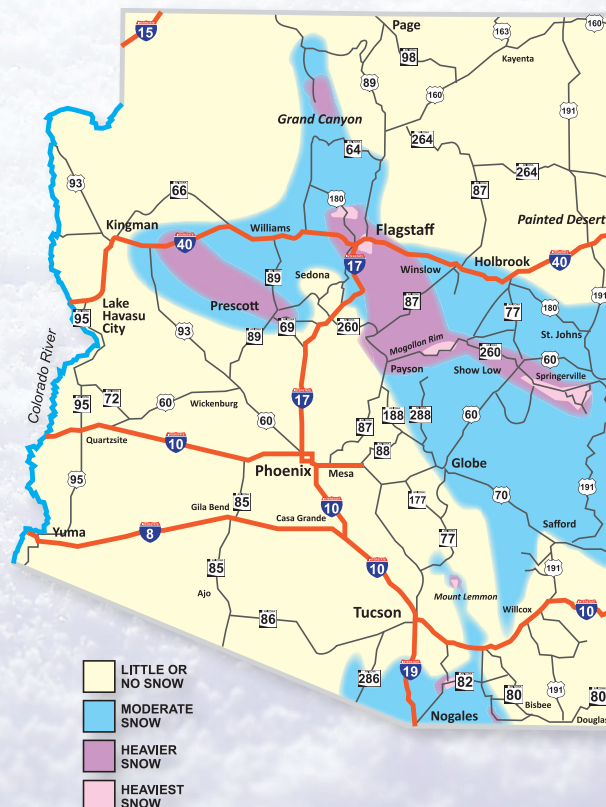 15
Page
163
160
98
Kayenta
89
160
191
Grand Canyon
264
64
264
93
66
87
180
Painted Desert
Kingman
Williams
Flagstaff
40
17
Winslow
Holbrook
40
Sedona
89
87
191
Lake
Havasu
City
Prescott
77
180
95
93
69
260
St. Johns
89
Mogollon Rim
260
60
Payson
Show Low
Springerville
Colorado River
95
72
60
Wickenburg
17
188
288
60
60
87
Quartzsite
10
88
Phoenix
Mesa
Globe
95
191
70
Gila Bend
85
10
177
Casa Grande
Safford
Yuma
8
77
85
10
191
Ajo
Mount Lemmon
86
Tucson
Willcox
10
286
19
82
80
191
80
Bisbee
Nogales
Douglas
LITTLE OR
NO SNOW
MODERATE
SNOW
HEAVIER
SNOW
HEAVIEST
SNOW